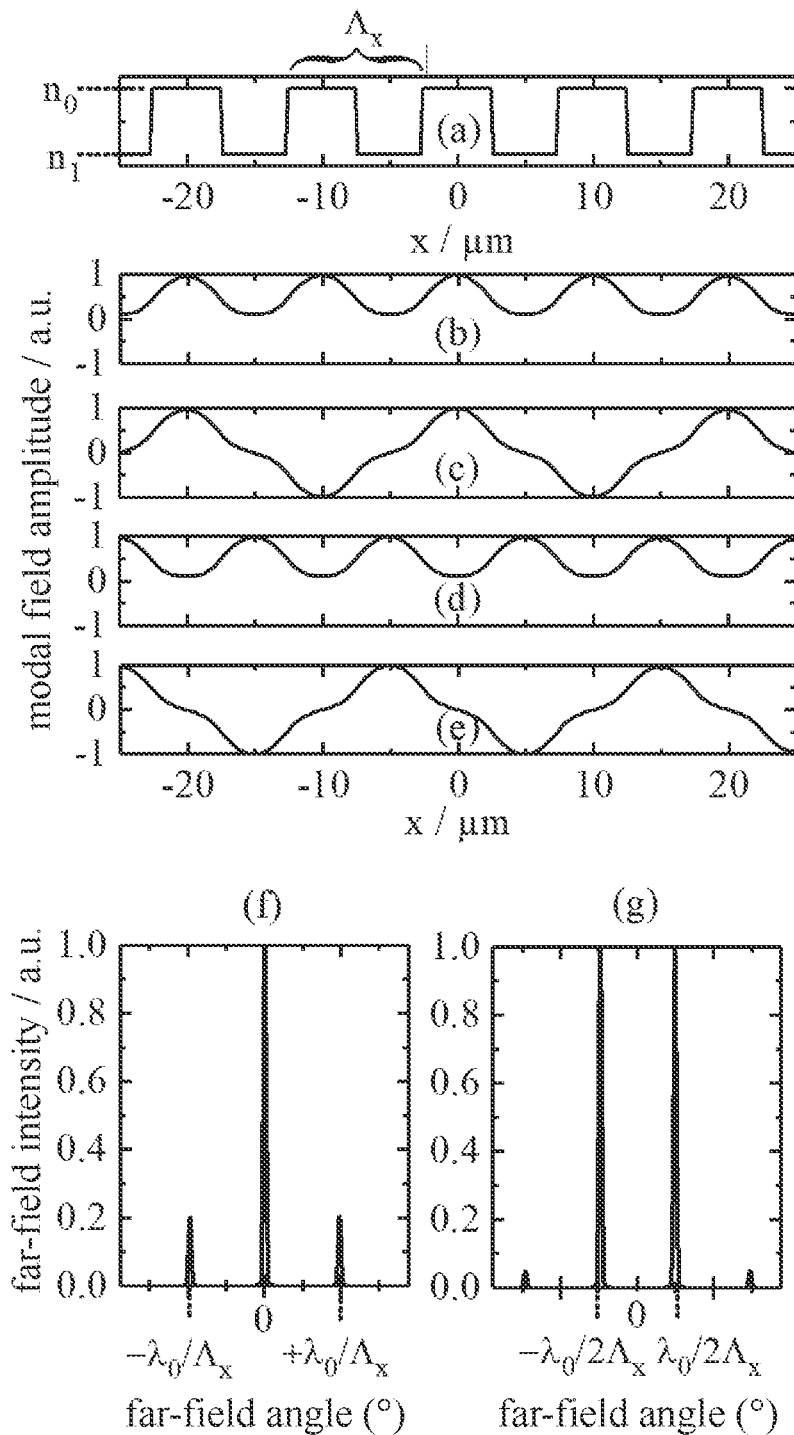 Λx
n0
n1
(a)
-20 -10 0 10 20
x / μm
modal field amplitude / a.u.
1
0
-1
(b)
1
0
-1
(c)
1
0
-1
(d)
1
0
-1
(e)
-20 -10 0 10 20
x / μm
(f) (g)
far-field intensity / a.u.
1.0 1.0
0.8 0.8
0.6 0.6
0.4 0.4
0.2 0.2
0.0 0.0
0 0
−λ0/Λx +λ0/Λx −λ0/2Λx λ0/2Λx
far-field angle (°) far-field angle (°)